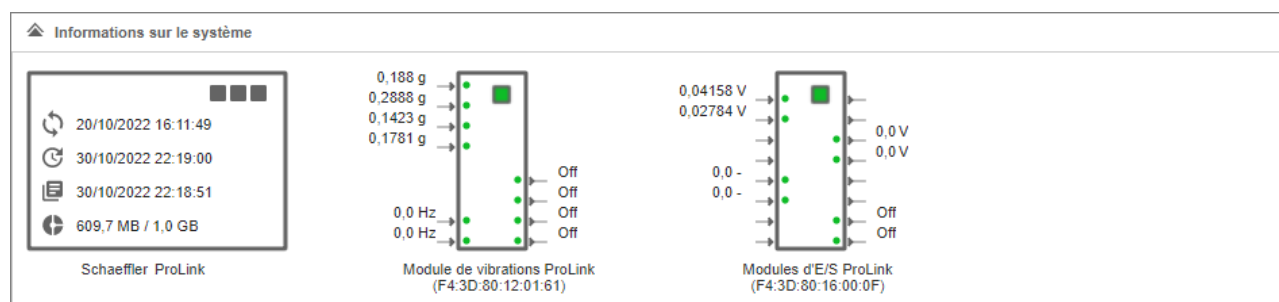 Informations sur le système
20/10/2022 16:11:49
30/10/2022 22:19:00
30/10/2022 22:18:51
609,7 MB / 1,0 GB
Schaeffler ProLink
0,188 g
0,2888 g
0,1423 g
0,1781 g
Off
Off
0,0 Hz
Off
0,0 Hz
Off
Module de vibrations ProLink
(F4:3D:80:12:01:61)
0,04158 V
0,02784 V
0,0 V
0,0 V
0,0 -
0,0 -
Off
Off
Modules d'E/S ProLink
(F4:3D:80:16:00:0F)